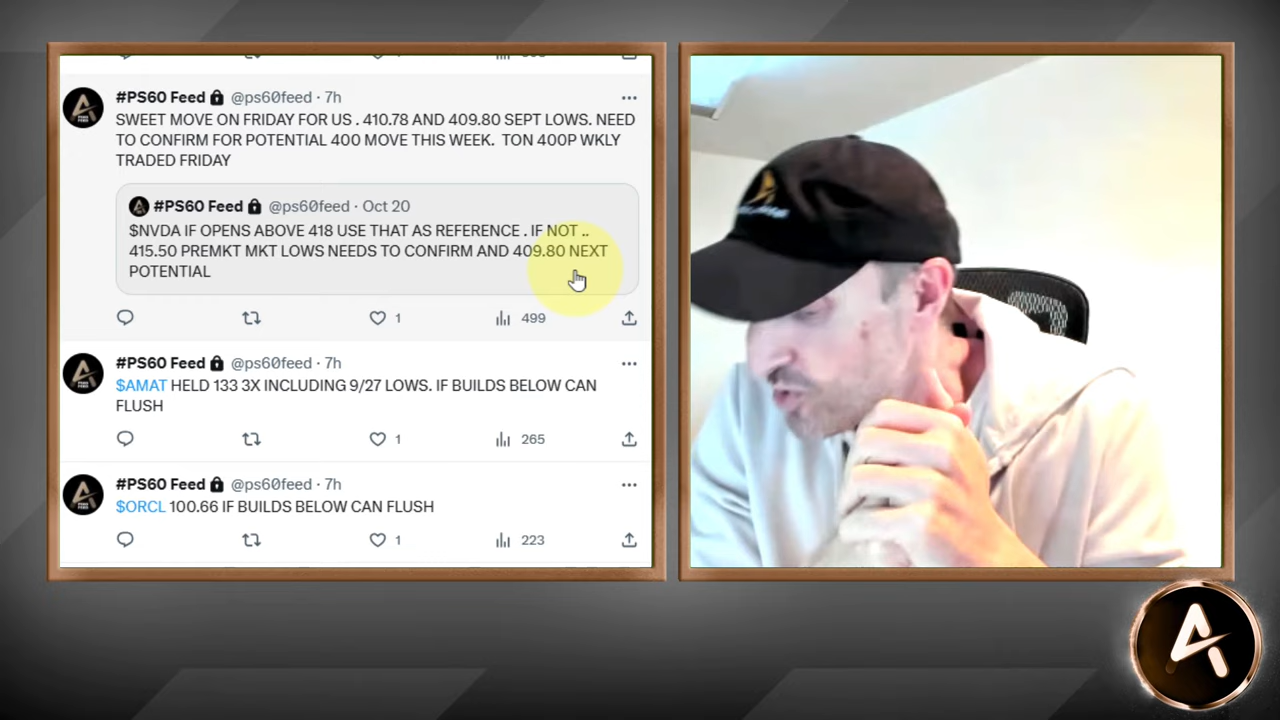 #PS60 Feed @ps60feed · 7h
SWEET MOVE ON FRIDAY FOR US . 410.78 AND 409.80 SEPT LOWS. NEED
TO CONFIRM FOR POTENTIAL 400 MOVE THIS WEEK. TON 400P WKLY
TRADED FRIDAY
#PS60 Feed @ps60feed · Oct 20
$NVDA IF OPENS ABOVE 418 USE THAT AS REFERENCE . IF NOT ..
415.50 PREMKT MKT LOWS NEEDS TO CONFIRM AND 409.80 NEXT
POTENTIAL
1 499
#PS60 Feed @ps60feed · 7h
$AMAT HELD 133 3X INCLUDING 9/27 LOWS. IF BUILDS BELOW CAN
FLUSH
1 265
#PS60 Feed @ps60feed · 7h
$ORCL 100.66 IF BUILDS BELOW CAN FLUSH
1 223